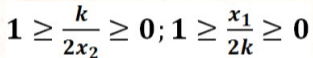 1 ≥ k/2x₂ ≥ 0; 1 ≥ x₁/2k ≥ 0